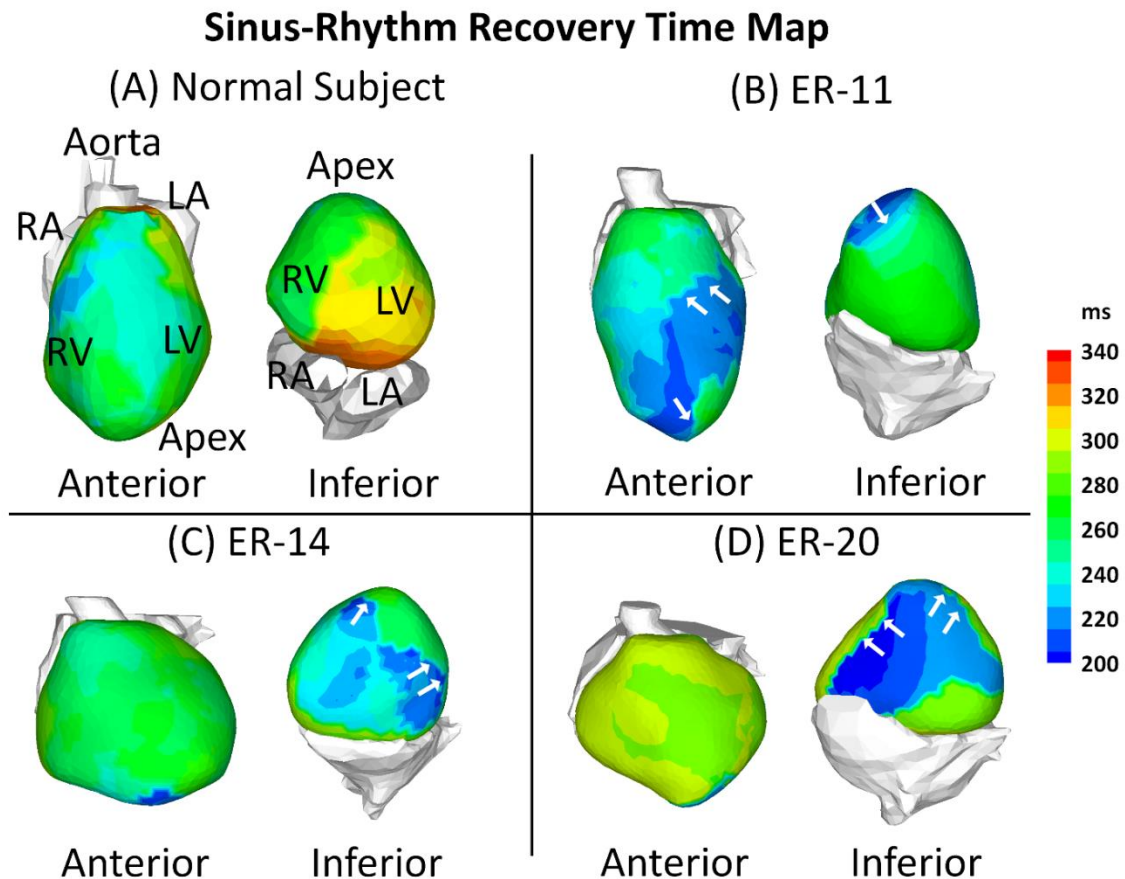 Sinus-Rhythm Recovery Time Map
(A) Normal Subject
Aorta
LA
RA
RV
LV
Apex
Anterior
Apex
RV
LV
RA
LA
Inferior
(B) ER-11
Anterior
Inferior
(C) ER-14
Anterior
Inferior
(D) ER-20
Anterior
Inferior
ms
340
320
300
280
260
240
220
200